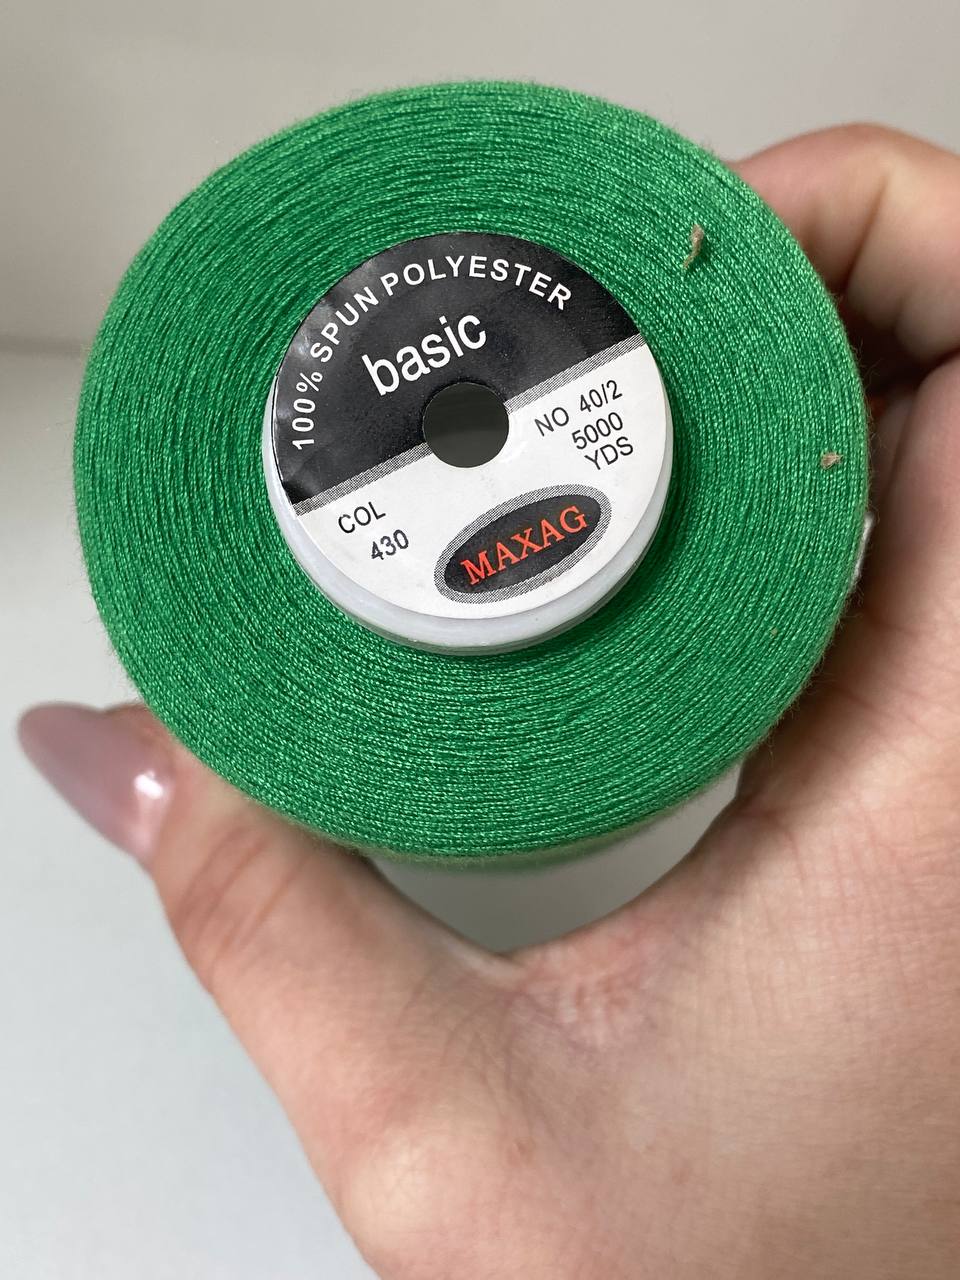 100% SPUN POLYESTER
basic
NO 40/2
5000
YDS
COL
430
MAXAG